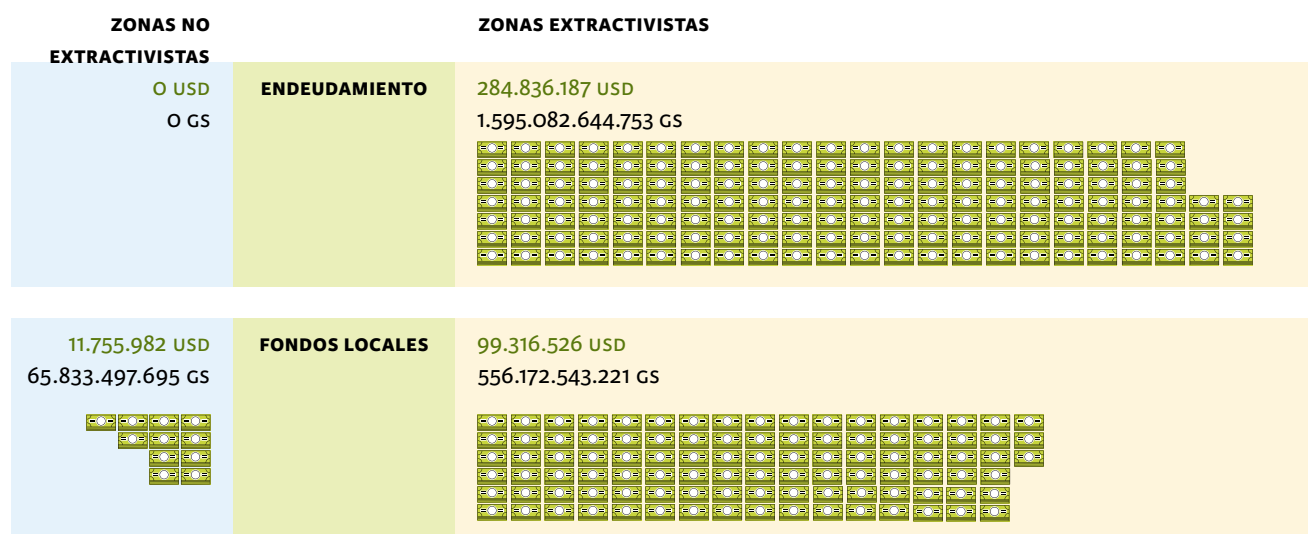 ZONAS NO
EXTRACTIVISTAS
ZONAS EXTRACTIVISTAS
0 USD
0 GS
ENDEUDAMIENTO
284.836.187 USD
1.595.082.644.753 GS
11.755.982 USD
65.833.497.695 GS
FONDOS LOCALES
99.316.526 USD
556.172.543.221 GS